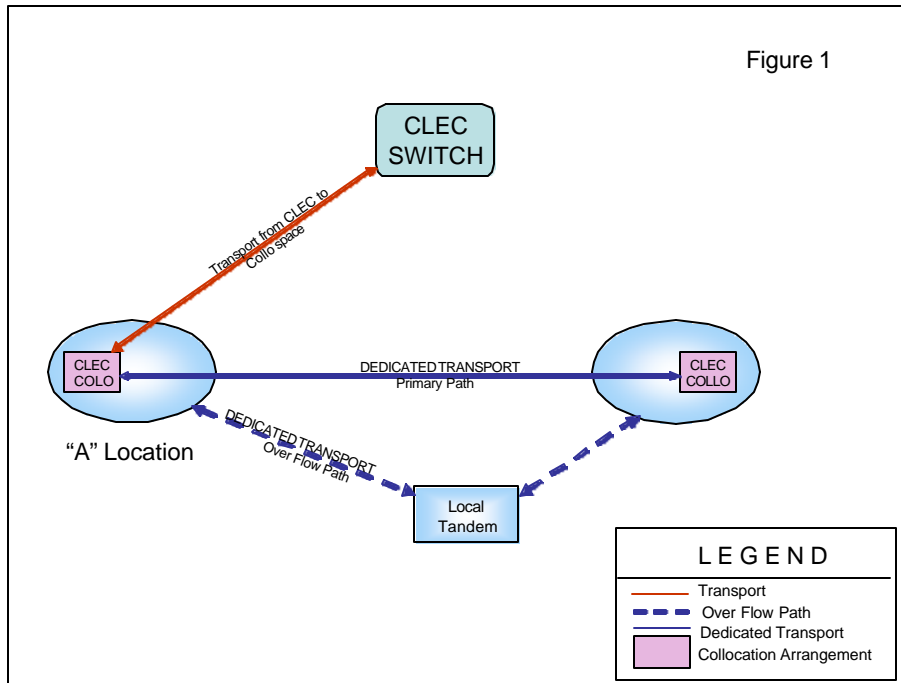 Figure 1
CLEC
SWITCH
Transport from CLEC to
Collo space
CLEC
COLO
DEDICATED TRANSPORT
Primary Path
CLEC
COLLO
"A" Location
DEDICATED TRANSPORT
Over Flow Path
Local
Tandem
LEGEND
Transport
Over Flow Path
Dedicated Transport
Collocation Arrangement